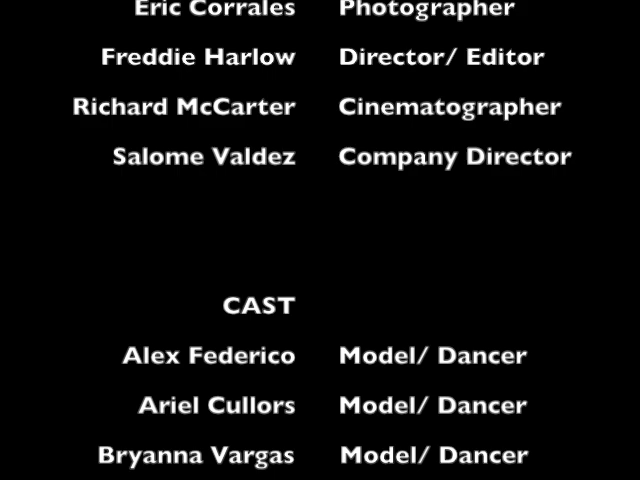 Eric Corrales Photographer
Freddie Harlow Director/ Editor
Richard McCarter Cinematographer
Salome Valdez Company Director
CAST
Alex Federico Model/ Dancer
Ariel Cullors Model/ Dancer
Bryanna Vargas Model/ Dancer